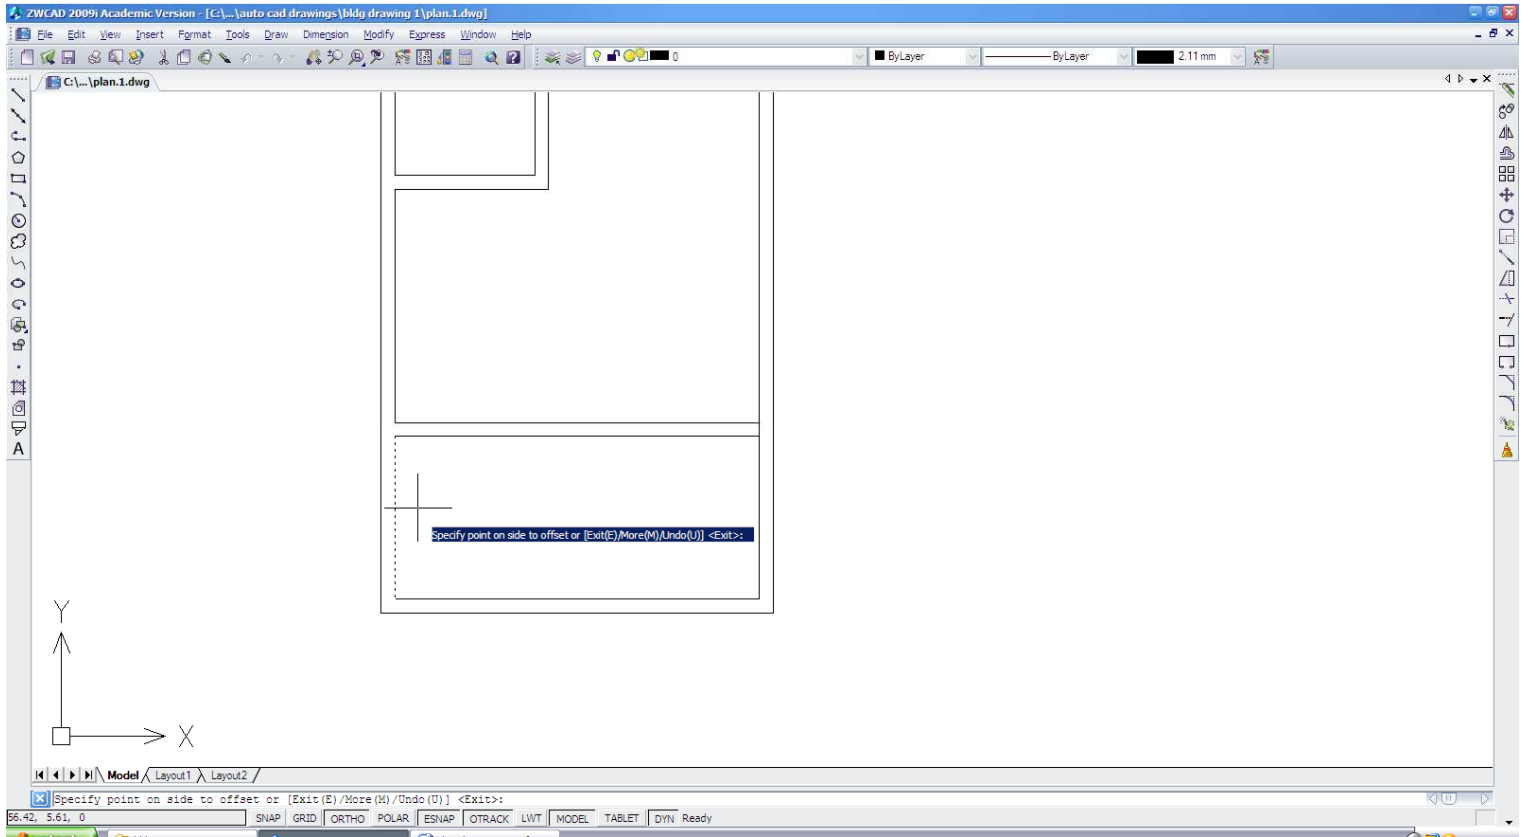 ZWCAD 2009i Academic Version - [C:\...\auto cad drawings\bldg drawing 1\plan.1.dwg]
File Edit View Insert Format Tools Draw Dimension Modify Express Window Help
0 ByLayer ByLayer 2.11 mm
C:\...\plan.1.dwg
A
Specify point on side to offset or [Exit(E)/More(M)/Undo(U)] <Exit>:
Y
X
Model Layout1 Layout2
Specify point on side to offset or [Exit(E)/More(M)/Undo(U)] <Exit>:
56.42, 5.61, 0 SNAP GRID ORTHO POLAR ESNAP OTRACK LWT MODEL TABLET DYN Ready